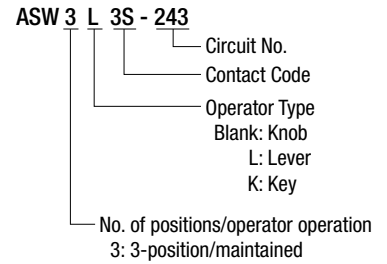 ASW 3 L 3S - 243
Circuit No.
Contact Code
Operator Type
Blank: Knob
L: Lever
K: Key
No. of positions/operator operation
3: 3-position/maintained